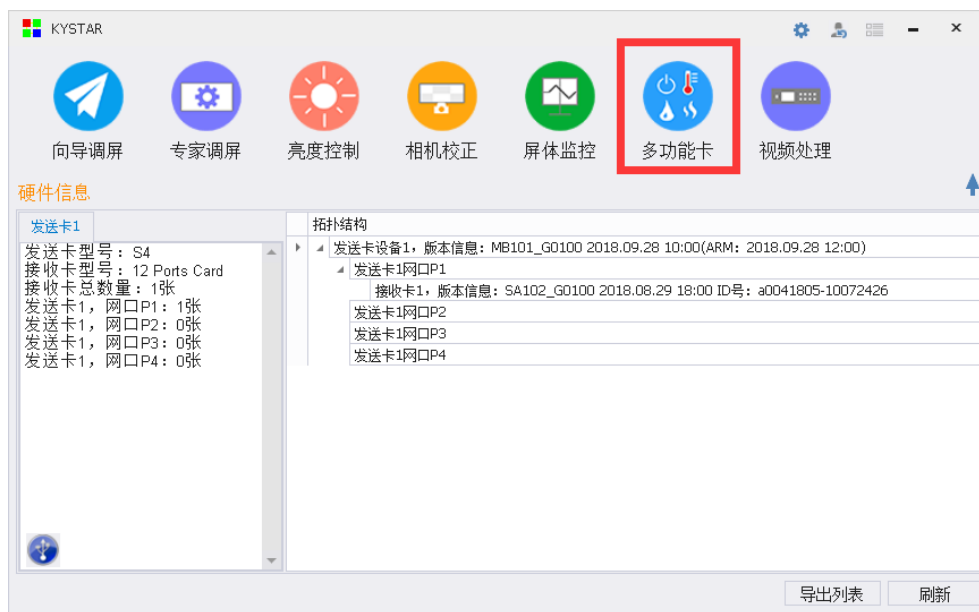 KYSTAR
向导调屏 专家调屏 亮度控制 相机校正 屏体监控 多功能卡 视频处理
硬件信息
发送卡1
发送卡型号：S4
接收卡型号：12 Ports Card
接收卡总数量：1张
发送卡1，网口P1：1张
发送卡1，网口P2：0张
发送卡1，网口P3：0张
发送卡1，网口P4：0张
拓扑结构
发送卡设备1，版本信息：MB101_G0100 2018.09.28 10:00(ARM：2018.09.28 12:00)
发送卡1网口P1
接收卡1，版本信息：SA102_G0100 2018.08.29 18:00 ID号：a0041805-10072426
发送卡1网口P2
发送卡1网口P3
发送卡1网口P4
导出列表 刷新